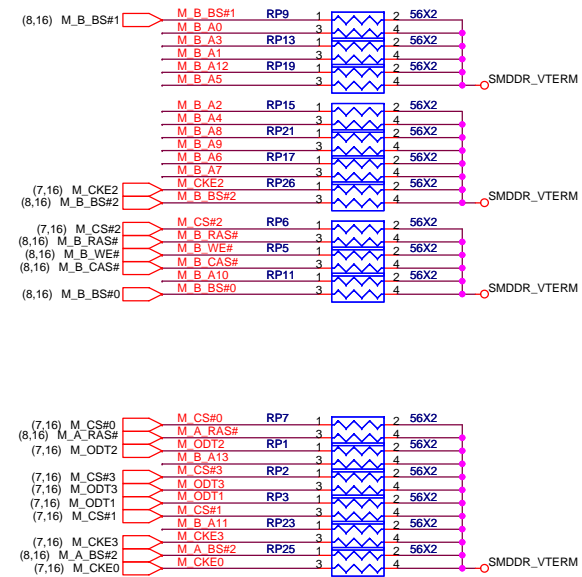 (8,16) M_B_BS#1 M_B_BS#1 RP9 1 2 56X2
M_B_A0 3 4
M_B_A3 RP13 1 2 56X2
M_B_A1 3 4
M_B_A12 RP19 1 2 56X2
M_B_A5 3 4 SMDDR_VTERM
M_B_A2 RP15 1 2 56X2
M_B_A4 3 4
M_B_A8 RP21 1 2 56X2
M_B_A9 3 4
M_B_A6 RP17 1 2 56X2
M_B_A7 3 4
(7,16) M_CKE2 M_CKE2 RP26 1 2 56X2
(8,16) M_B_BS#2 M_B_BS#2 3 4 SMDDR_VTERM
(7,16) M_CS#2 M_CS#2 RP6 1 2 56X2
(8,16) M_B_RAS# M_B_RAS# 3 4
(8,16) M_B_WE# M_B_WE# RP5 1 2 56X2
(8,16) M_B_CAS# M_B_CAS# 3 4
M_B_A10 RP11 1 2 56X2
(8,16) M_B_BS#0 M_B_BS#0 3 4 SMDDR_VTERM
(7,16) M_CS#0 M_CS#0 RP7 1 2 56X2
(8,16) M_A_RAS# M_A_RAS# 3 4
(7,16) M_ODT2 M_ODT2 RP1 1 2 56X2
M_B_A13 3 4
(7,16) M_CS#3 M_CS#3 RP2 1 2 56X2
(7,16) M_ODT3 M_ODT3 3 4
(7,16) M_ODT1 M_ODT1 RP3 1 2 56X2
(7,16) M_CS#1 M_CS#1 3 4
M_B_A11 RP23 1 2 56X2
(7,16) M_CKE3 M_CKE3 3 4
(8,16) M_A_BS#2 M_A_BS#2 RP25 1 2 56X2
(7,16) M_CKE0 M_CKE0 3 4 SMDDR_VTERM